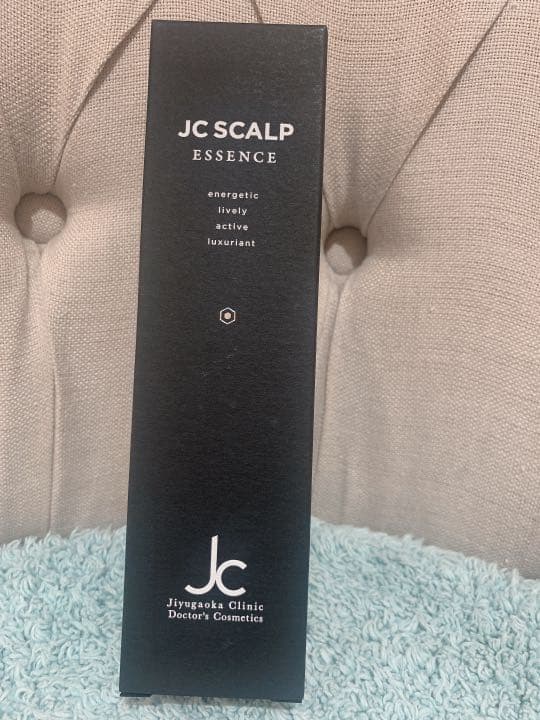 JC SCALP
ESSENCE
energetic
lively
active
luxuriant
Jc
Jiyugaoka Clinic
Doctor's Cosmetics